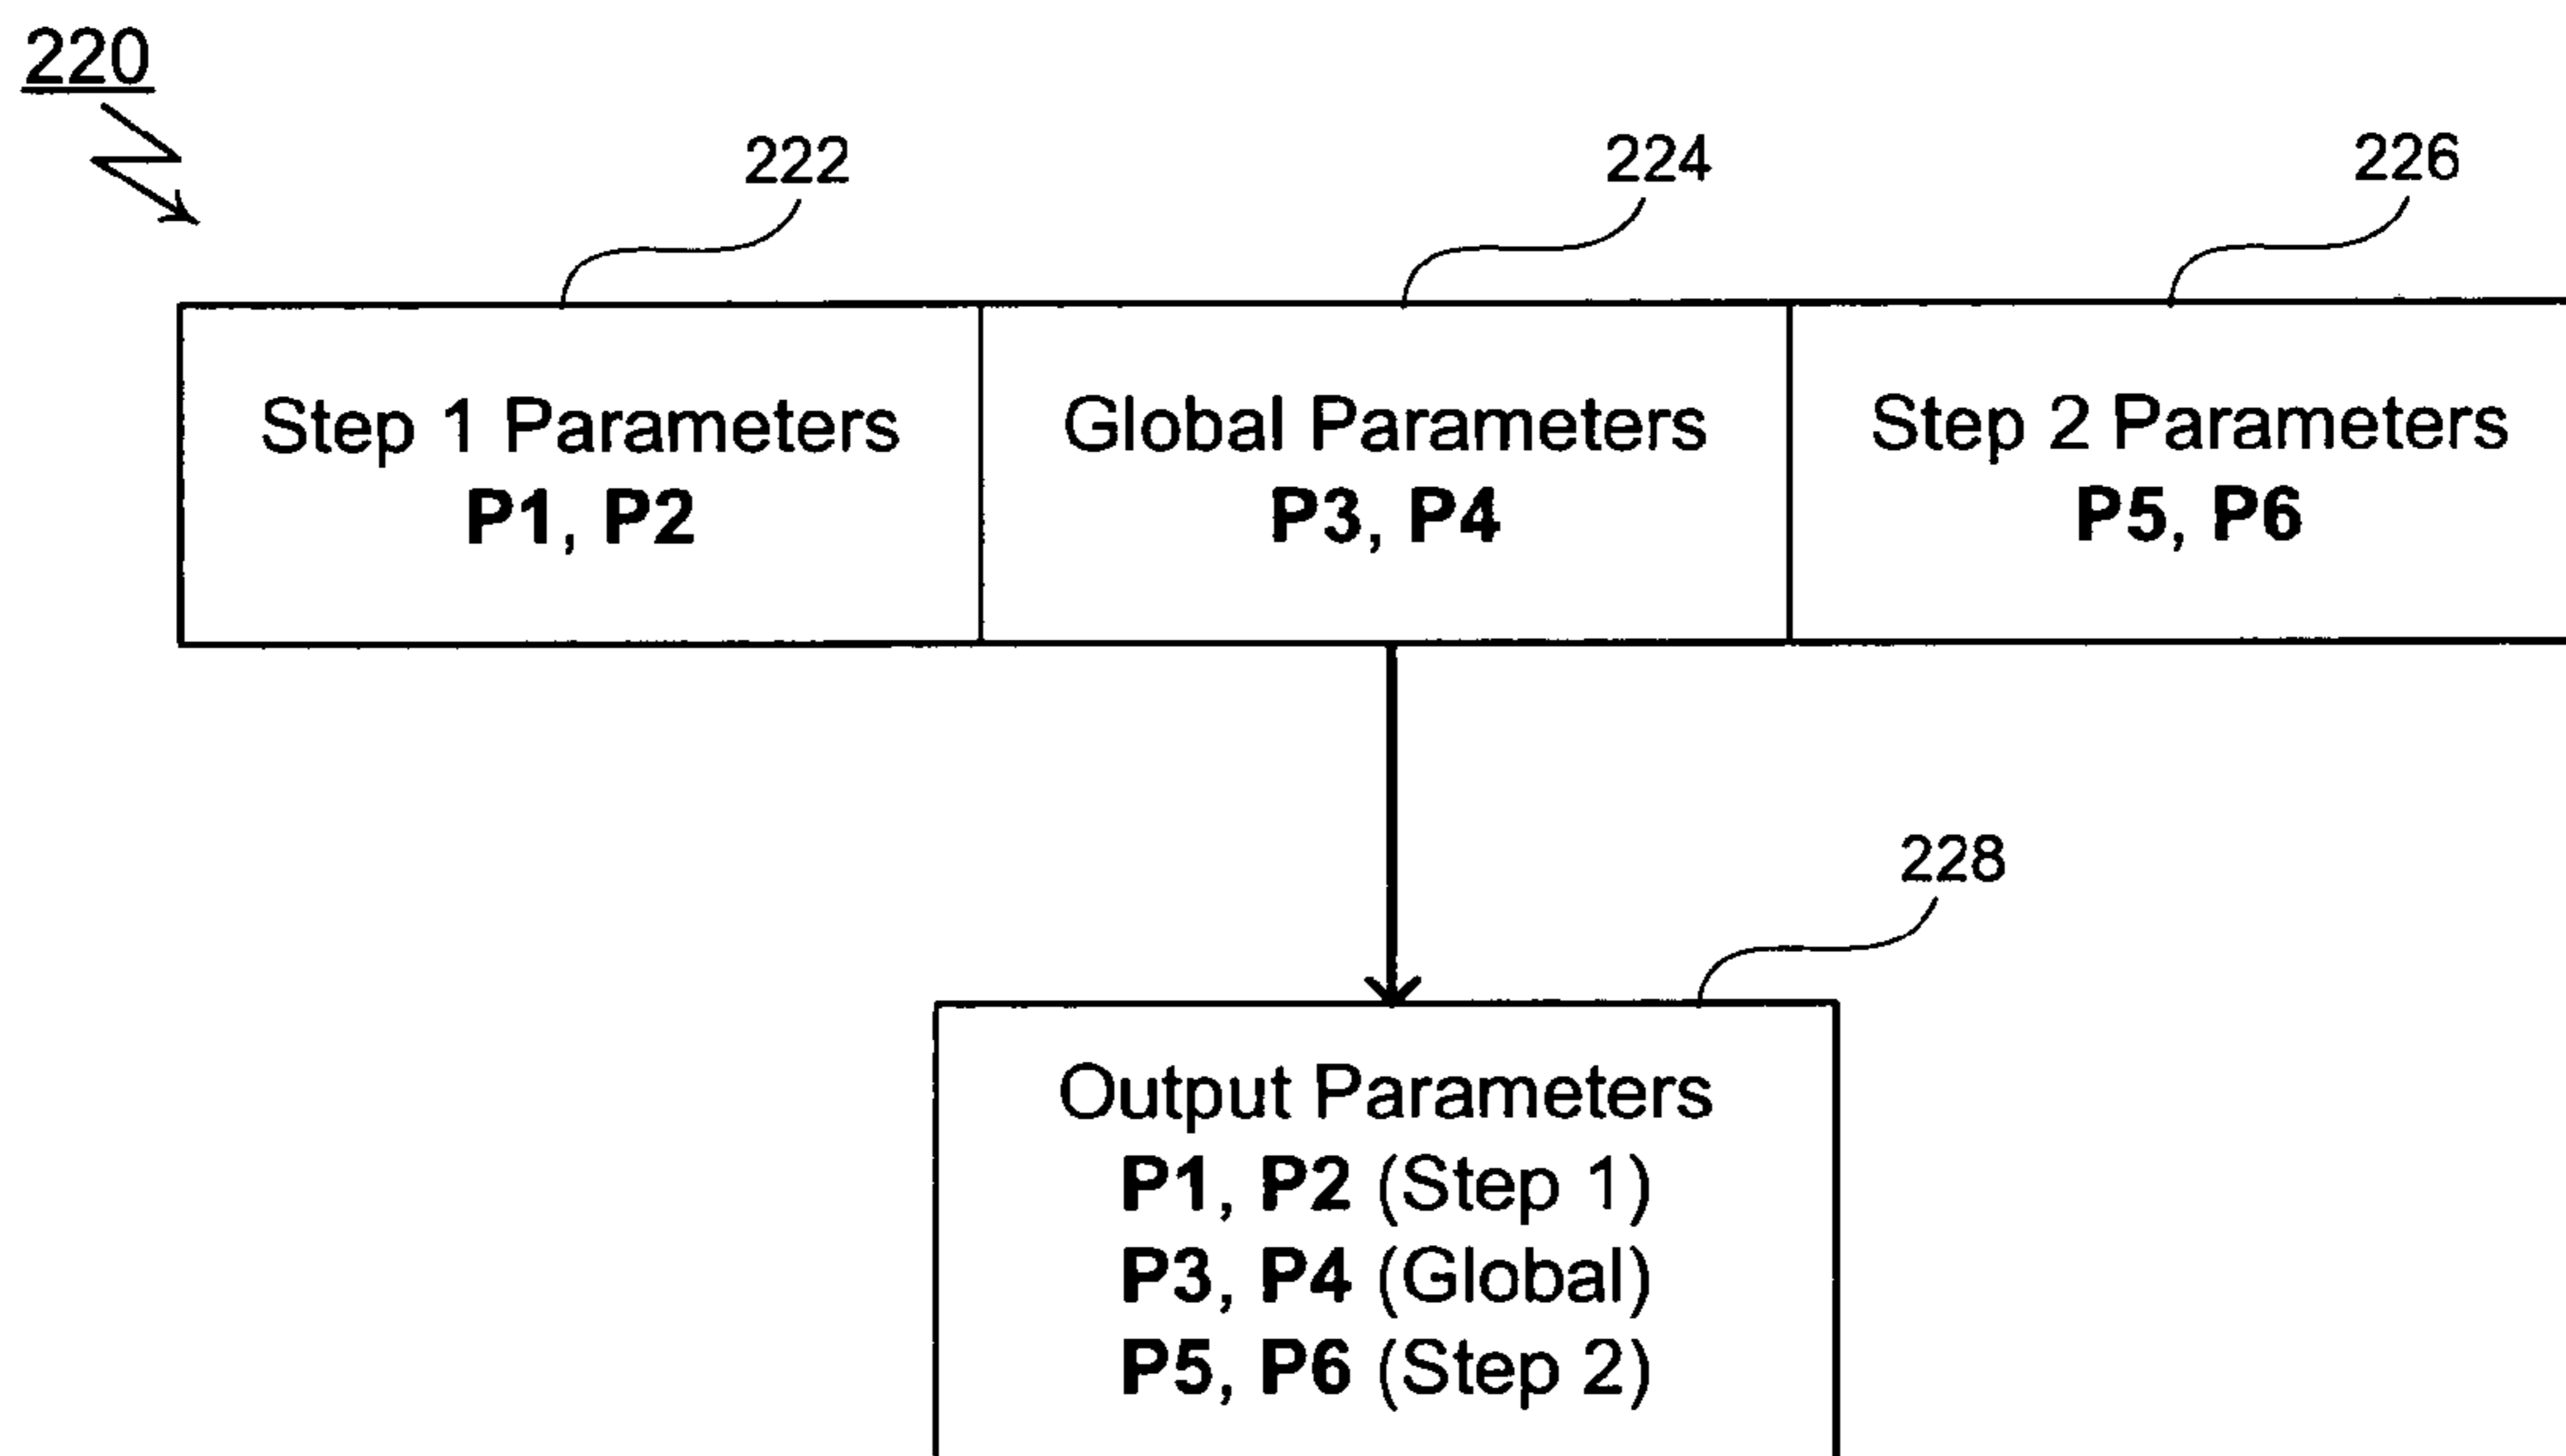 220
222
224
226
Step 1 Parameters
P1, P2
Global Parameters
P3, P4
Step 2 Parameters
P5, P6
228
Output Parameters
P1, P2 (Step 1)
P3, P4 (Global)
P5, P6 (Step 2)